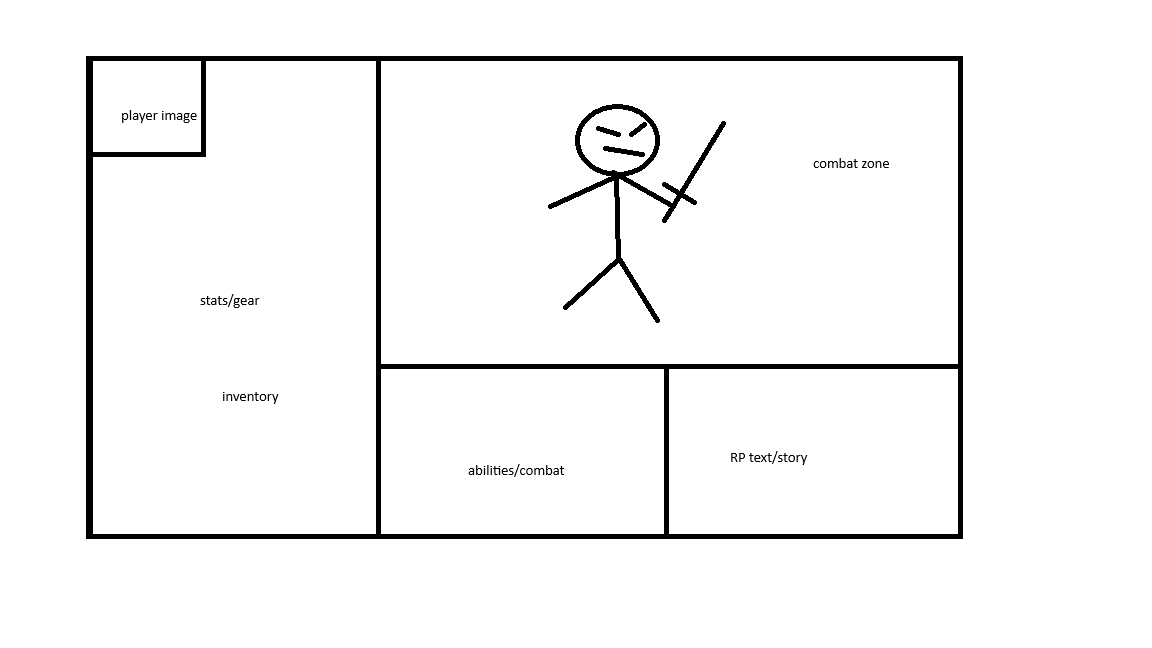 player image
combat zone
stats/gear
inventory
abilities/combat
RP text/story